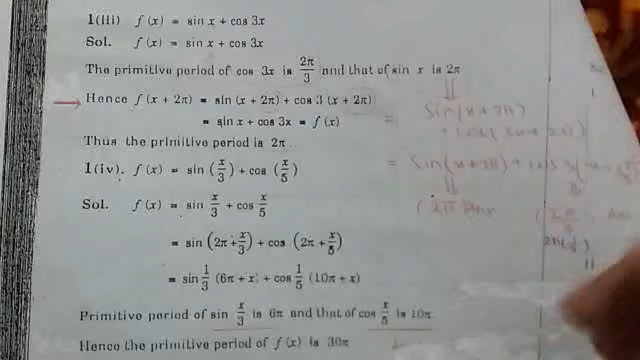 1(iii) f(x) = sin x + cos 3x
Sol. f(x) = sin x + cos 3x
The primitive period of cos 3x is 2π/3 and that of sin x is 2π
Hence f(x + 2π) = sin (x + 2π) + cos 3 (x + 2π)
= sin x + cos 3x = f(x)
Thus the primitive period is 2π.
1(iv). f(x) = sin (x/3) + cos (x/5)
Sol. f(x) = sin x/3 + cos x/5
= sin (2π + x/3) + cos (2π + x/5)
= sin 1/3 (6π + x) + cos 1/5 (10π + x)
Primitive period of sin x/3 is 6π and that of cos x/5 is 10π.
Hence the primitive period of f(x) is 30π
= Sin(x + 2π)
= Sin(x + 2π) +